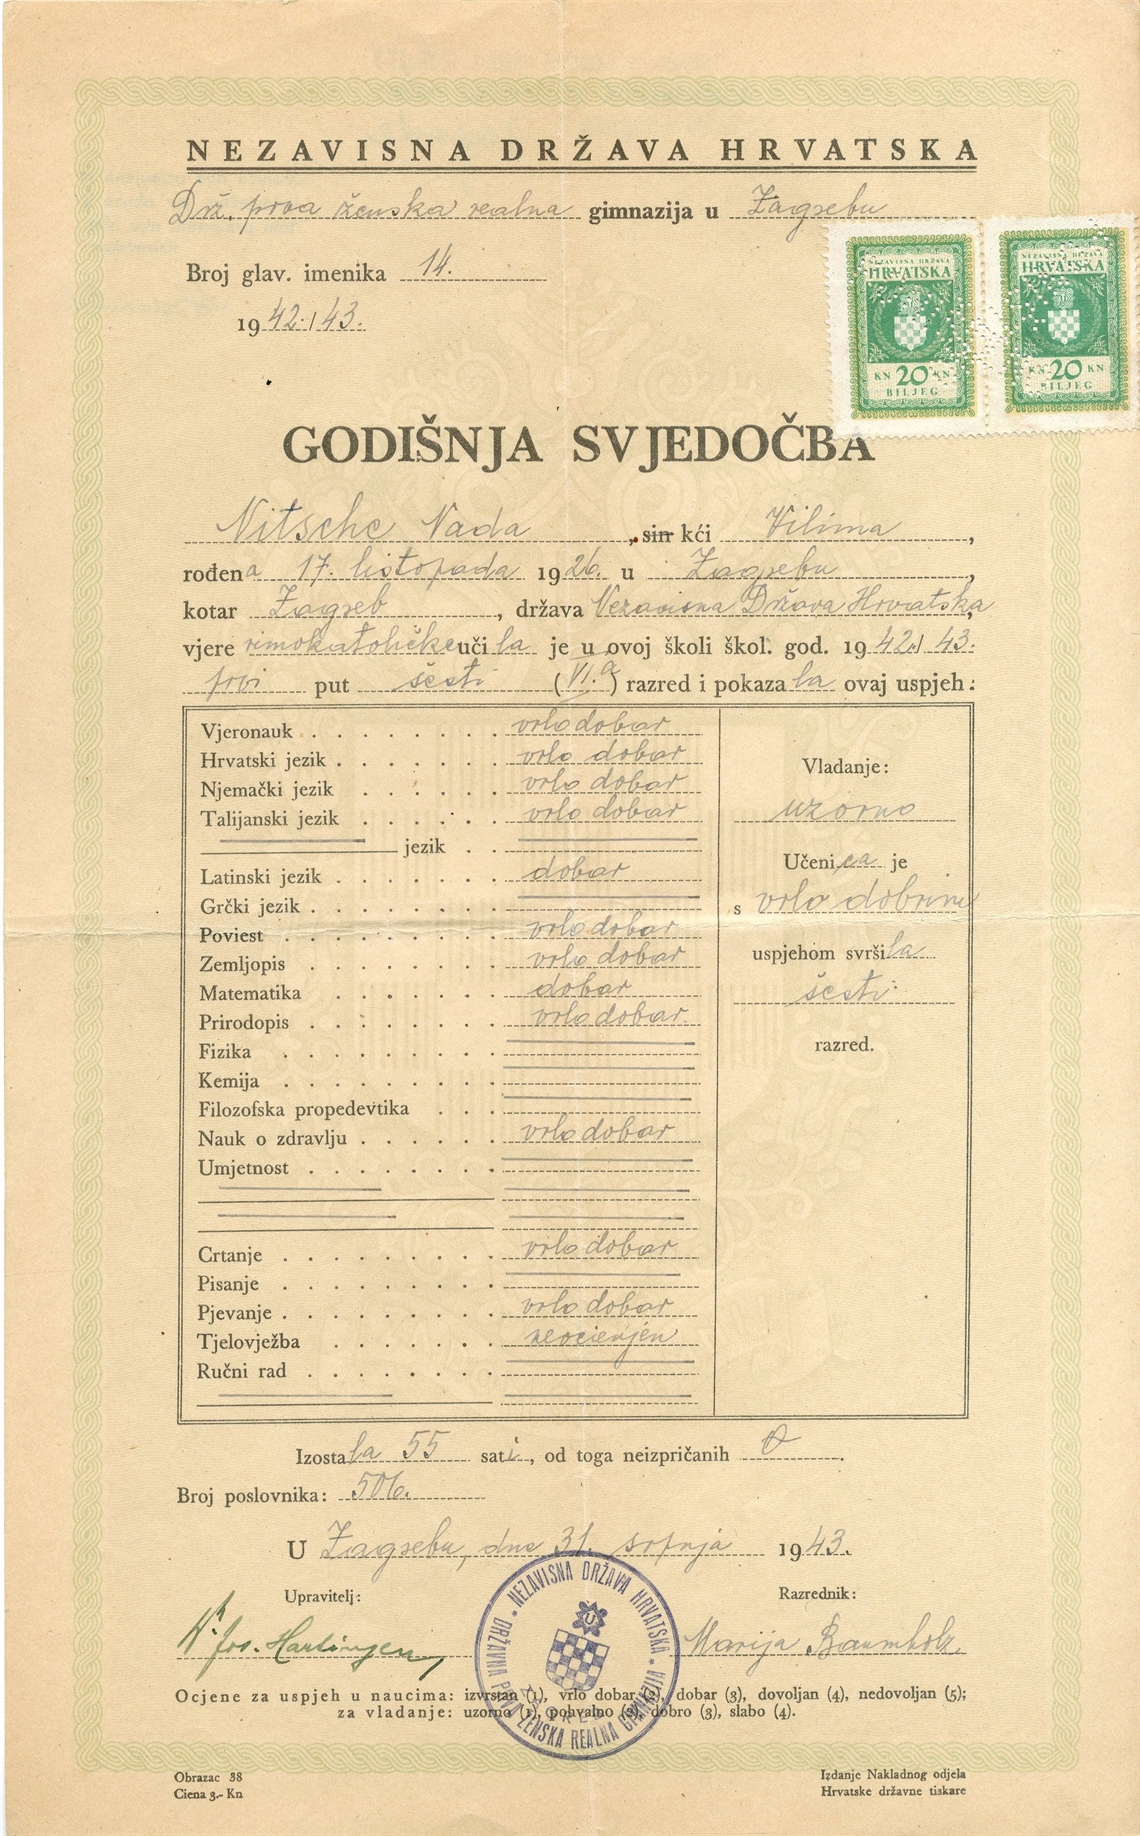 NEZAVISNA DRŽAVA HRVATSKA
Drž. prva ženska realna gimnazija u Zagrebu
Broj glav. imenika 14.
1942./43.
NEZAVISNA DRŽAVA
HRVATSKA
KN 20 KN
BILJEG
NEZAVISNA DRŽAVA
HRVATSKA
KN 20 KN
BILJEG
GODIŠNJA SVJEDOČBA
Nitsche Nada, sin kći Vilima,
rođena 17. listopada 1926. u Zagrebu,
kotar Zagreb, država Nezavisna Država Hrvatska,
vjere rimokatoličke učila je u ovoj školi škol. god. 1942./43.
prvi put šesti (VI.a) razred i pokazala ovaj uspjeh:
Vjeronauk . . . . . . . . vrlo dobar
Hrvatski jezik . . . . . . . vrlo dobar
Njemački jezik . . . . . . vrlo dobar
Talijanski jezik . . . . . . vrlo dobar
jezik . .
Latinski jezik . . . . . . . dobar
Grčki jezik . . . . . . . .
Poviest . . . . . . . . . vrlo dobar
Zemljopis . . . . . . . . vrlo dobar
Matematika . . . . . . . dobar
Prirodopis . . . . . . . . vrlo dobar.
Fizika . . . . . . . . .
Kemija . . . . . . . . .
Filozofska propedevtika . . .
Nauk o zdravlju . . . . . . vrlo dobar
Umjetnost . . . . . . . .
Crtanje . . . . . . . . . vrlo dobar
Pisanje . . . . . . . . .
Pjevanje . . . . . . . . . vrlo dobar
Tjelovježba . . . . . . . neocienjen
Ručni rad . . . . . . . .
Vladanje:
uzorno
Učenica je
s vrlo dobrim
uspjehom svršila
šesti
razred.
Izostala 55 sati, od toga neizpričanih 0.
Broj poslovnika: 506.
U Zagrebu, dne 31. srpnja 1943.
Upravitelj:
Razrednik:
Marija Baumholz
NEZAVISNA DRŽAVA HRVATSKA
DRŽAVNA PRVA ŽENSKA REALNA GIMNAZIJA
ZAGREB
U
Ocjene za uspjeh u naucima: izvrstan (1), vrlo dobar (2), dobar (3), dovoljan (4), nedovoljan (5);
za vladanje: uzorno (1), pohvalno (2), dobro (3), slabo (4).
Obrazac 38
Ciena 3.- Kn
Izdanje Nakladnog odjela
Hrvatske državne tiskare